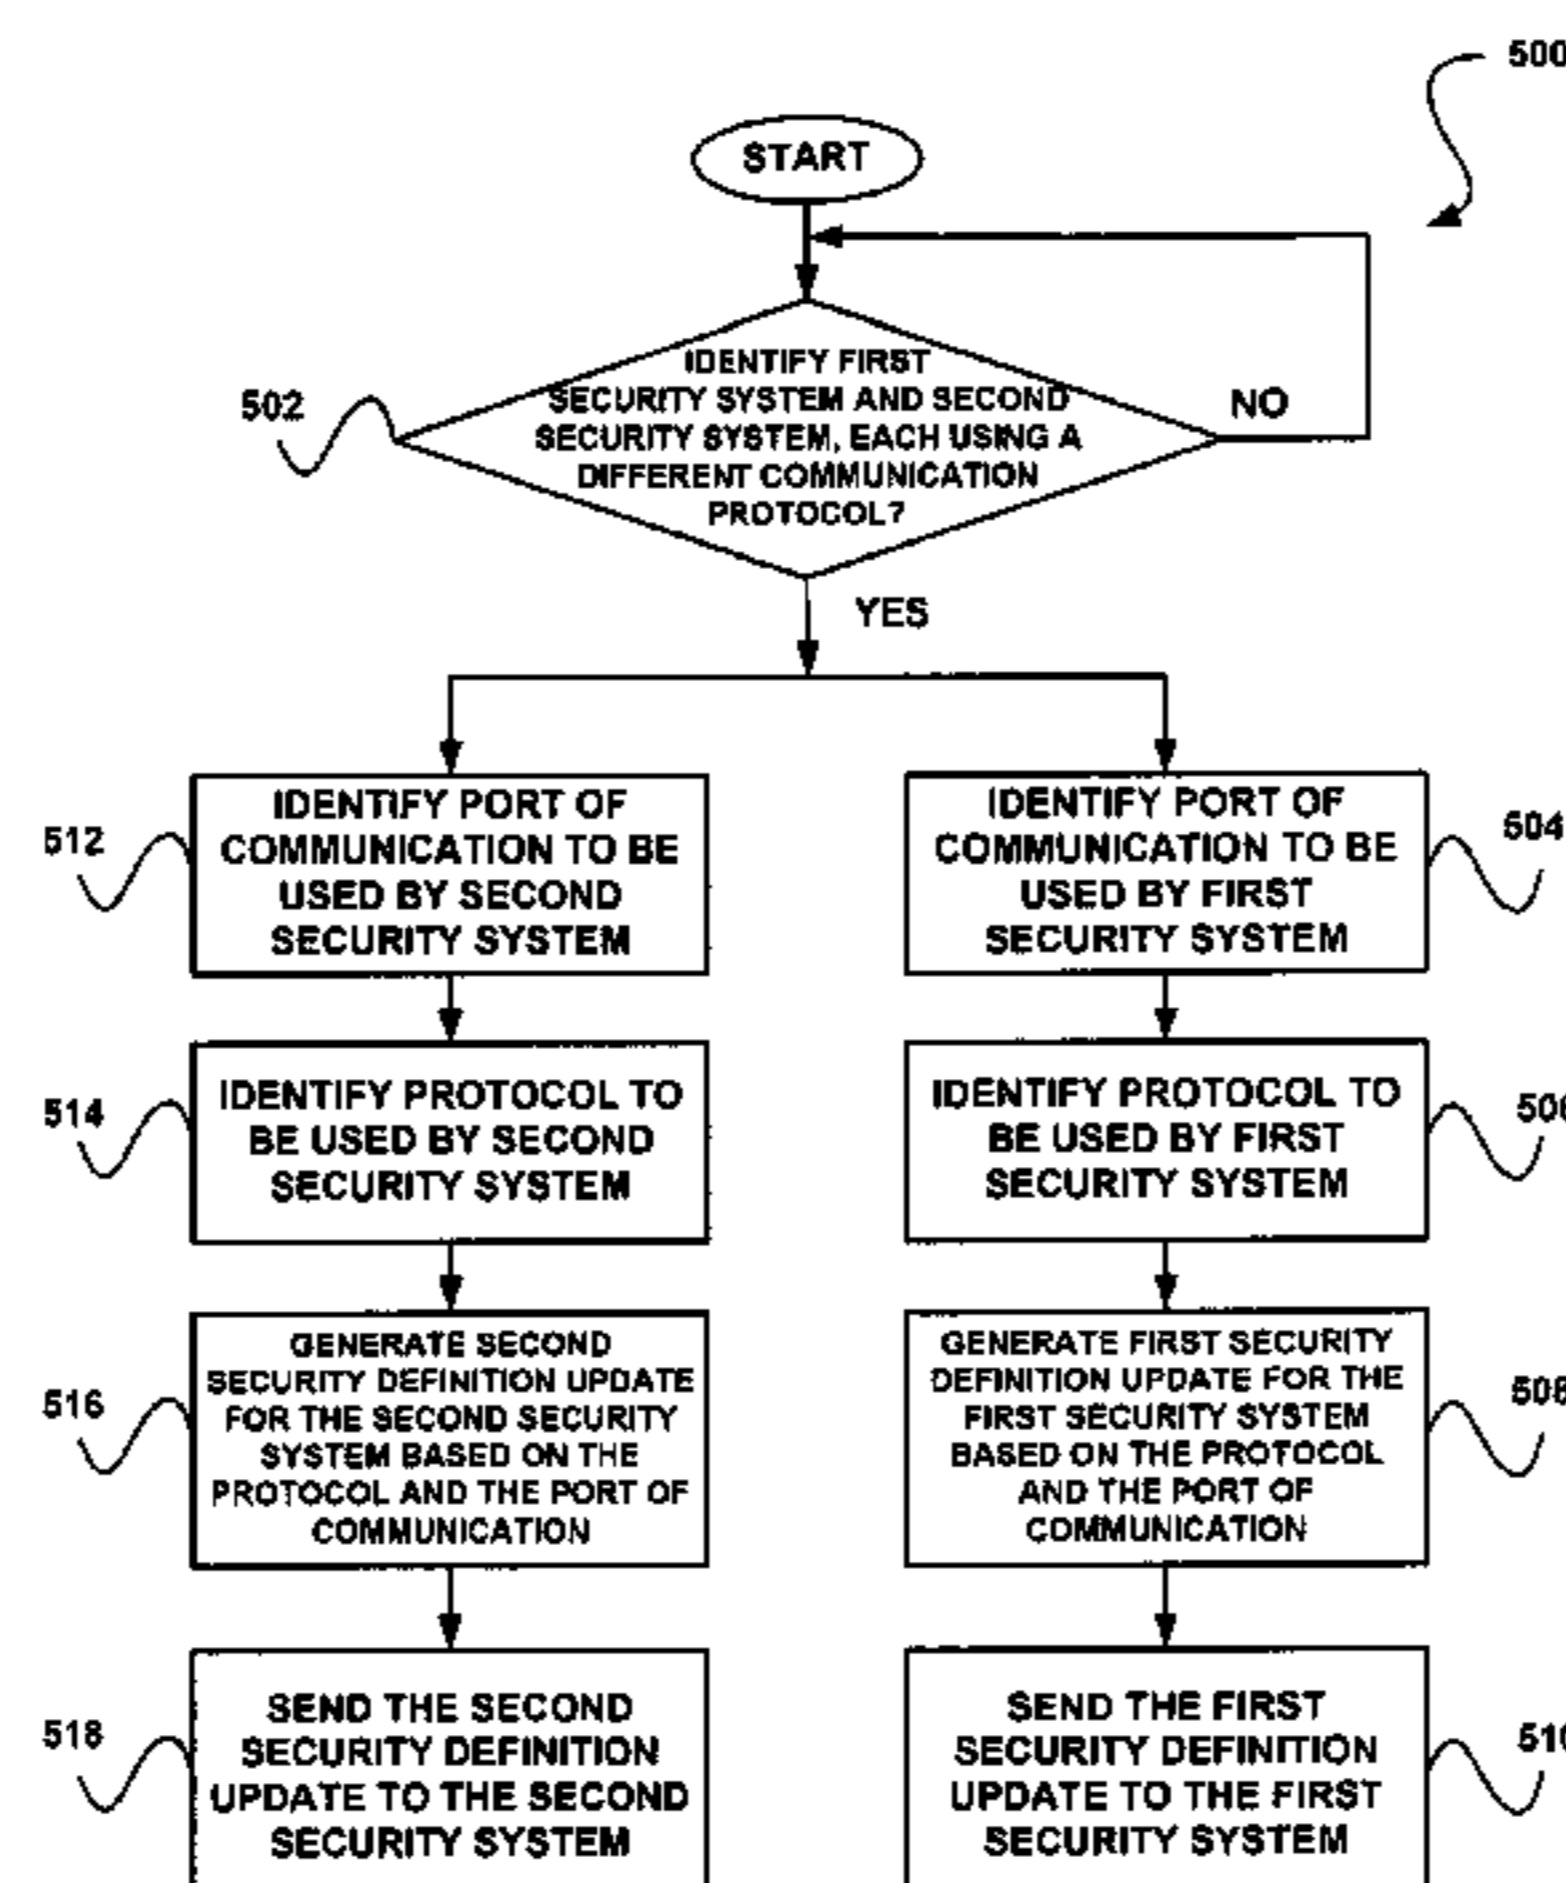 500
START
IDENTIFY FIRST
SECURITY SYSTEM AND SECOND
SECURITY SYSTEM, EACH USING A
DIFFERENT COMMUNICATION
PROTOCOL?
502
NO
YES
512
IDENTIFY PORT OF
COMMUNICATION TO BE
USED BY SECOND
SECURITY SYSTEM
IDENTIFY PORT OF
COMMUNICATION TO BE
USED BY FIRST
SECURITY SYSTEM
504
514
IDENTIFY PROTOCOL TO
BE USED BY SECOND
SECURITY SYSTEM
IDENTIFY PROTOCOL TO
BE USED BY FIRST
SECURITY SYSTEM
516
GENERATE SECOND
SECURITY DEFINITION UPDATE
FOR THE SECOND SECURITY
SYSTEM BASED ON THE
PROTOCOL AND THE PORT OF
COMMUNICATION
GENERATE FIRST SECURITY
DEFINITION UPDATE FOR THE
FIRST SECURITY SYSTEM
BASED ON THE PROTOCOL
AND THE PORT OF
COMMUNICATION
518
SEND THE SECOND
SECURITY DEFINITION
UPDATE TO THE SECOND
SECURITY SYSTEM
SEND THE FIRST
SECURITY DEFINITION
UPDATE TO THE FIRST
SECURITY SYSTEM
510